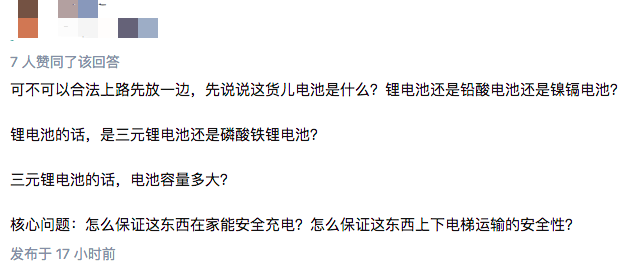 7 人赞同了该回答
可不可以合法上路先放一边，先说说这货儿电池是什么？锂电池还是铅酸电池还是镍镉电池？
锂电池的话，是三元锂电池还是磷酸铁锂电池？
三元锂电池的话，电池容量多大？
核心问题：怎么保证这东西在家能安全充电？怎么保证这东西上下电梯运输的安全性？
发布于 17 小时前